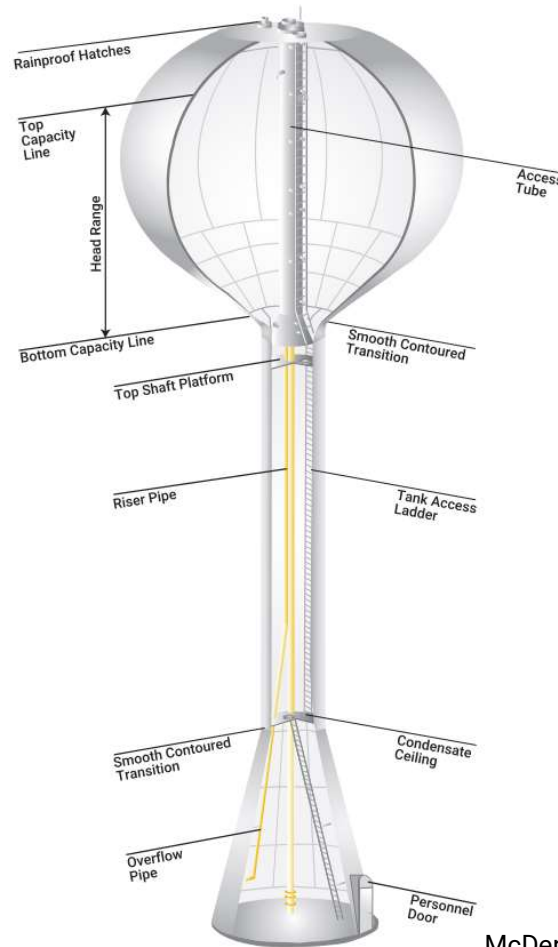 Rainproof Hatches
Top
Capacity
Line
Access
Tube
Head Range
Bottom Capacity Line
Smooth Contoured
Transition
Top Shaft Platform
Riser Pipe
Tank Access
Ladder
Smooth Contoured
Transition
Condensate
Ceiling
Overflow
Pipe
Personnel
Door